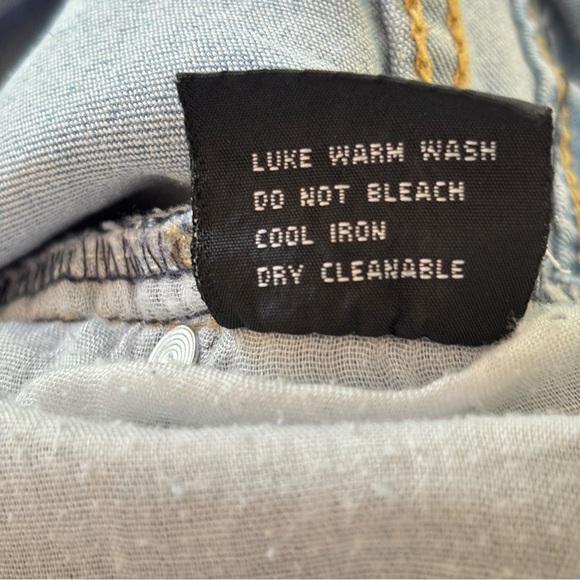 LUKE WARM WASH
DO NOT BLEACH
COOL IRON
DRY CLEANABLE